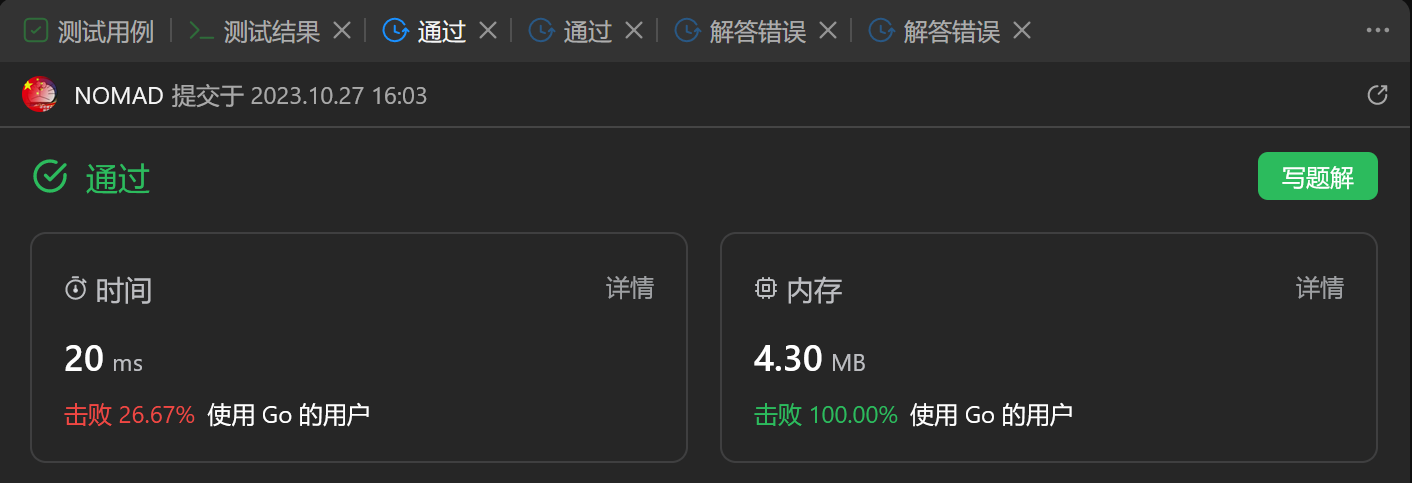 测试用例 测试结果 通过 通过 解答错误 解答错误
NOMAD 提交于 2023.10.27 16:03
通过 写题解
时间 详情
20 ms
击败 26.67% 使用 Go 的用户
内存 详情
4.30 MB
击败 100.00% 使用 Go 的用户